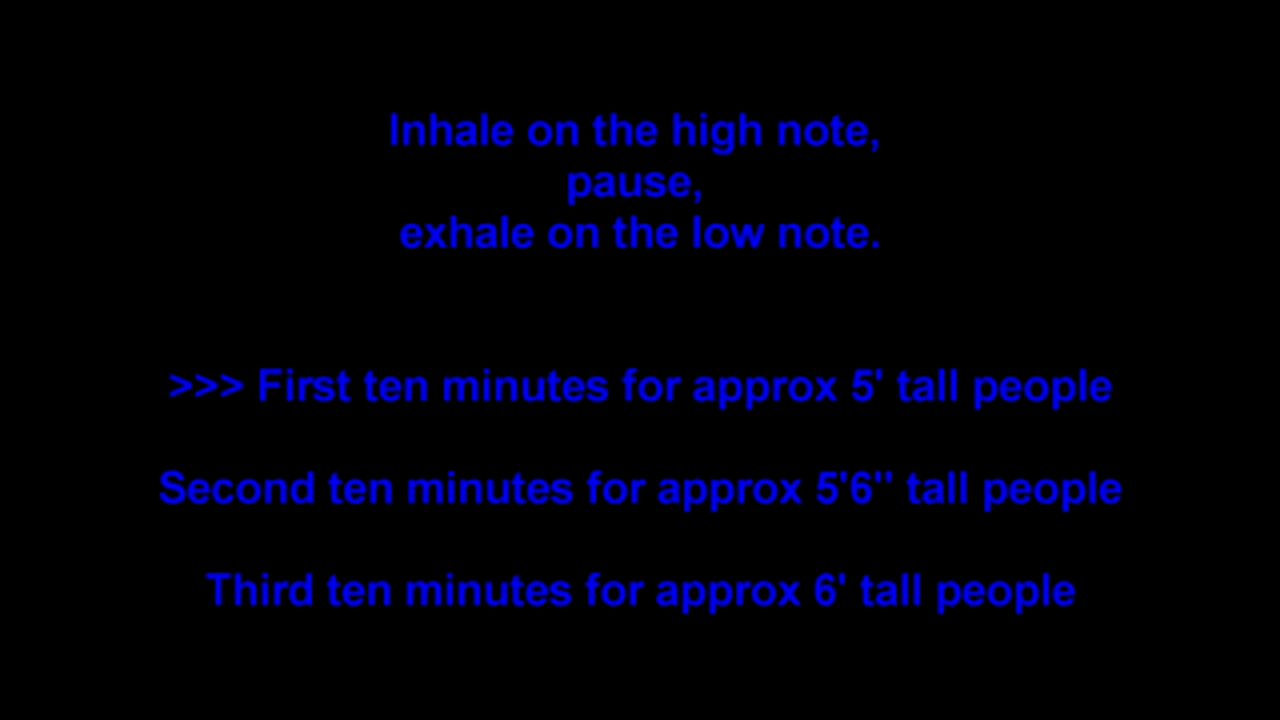 Inhale on the high note,
pause,
exhale on the low note.
>>> First ten minutes for approx 5' tall people
Second ten minutes for approx 5'6" tall people
Third ten minutes for approx 6' tall people